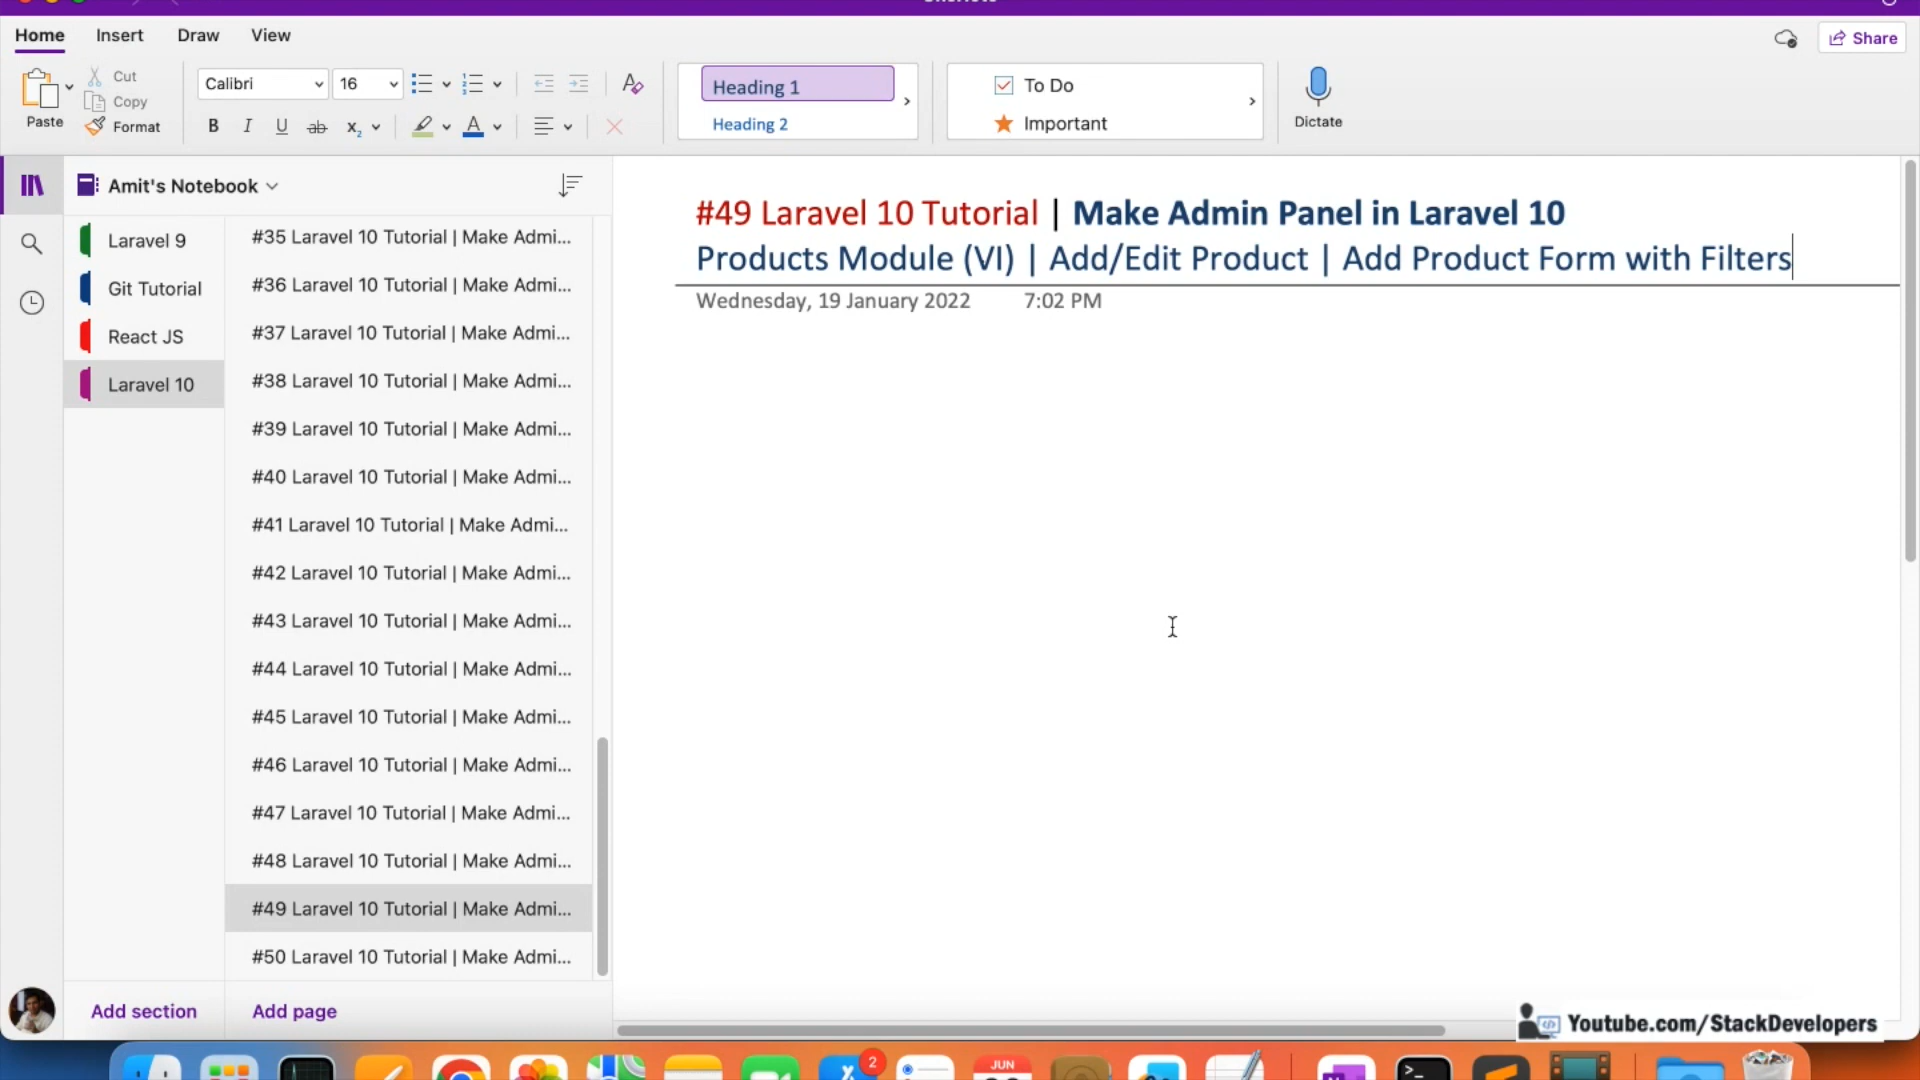 Home
Insert
Draw
View
Share
Cut
Copy
Format
Paste
Calibri
16
B
I
U
ab
X2
A
Heading 1
Heading 2
To Do
Important
Dictate
Amit's Notebook
Laravel 9
Git Tutorial
React JS
Laravel 10
#35 Laravel 10 Tutorial | Make Admi...
#36 Laravel 10 Tutorial | Make Admi...
#37 Laravel 10 Tutorial | Make Admi...
#38 Laravel 10 Tutorial | Make Admi...
#39 Laravel 10 Tutorial | Make Admi...
#40 Laravel 10 Tutorial | Make Admi...
#41 Laravel 10 Tutorial | Make Admi...
#42 Laravel 10 Tutorial | Make Admi...
#43 Laravel 10 Tutorial | Make Admi...
#44 Laravel 10 Tutorial | Make Admi...
#45 Laravel 10 Tutorial | Make Admi...
#46 Laravel 10 Tutorial | Make Admi...
#47 Laravel 10 Tutorial | Make Admi...
#48 Laravel 10 Tutorial | Make Admi...
#49 Laravel 10 Tutorial | Make Admi...
#50 Laravel 10 Tutorial | Make Admi...
Add section
Add page
#49 Laravel 10 Tutorial | Make Admin Panel in Laravel 10
Products Module (VI) | Add/Edit Product | Add Product Form with Filters
Wednesday, 19 January 2022 7:02 PM
Youtube.com/StackDevelopers
2
JUN